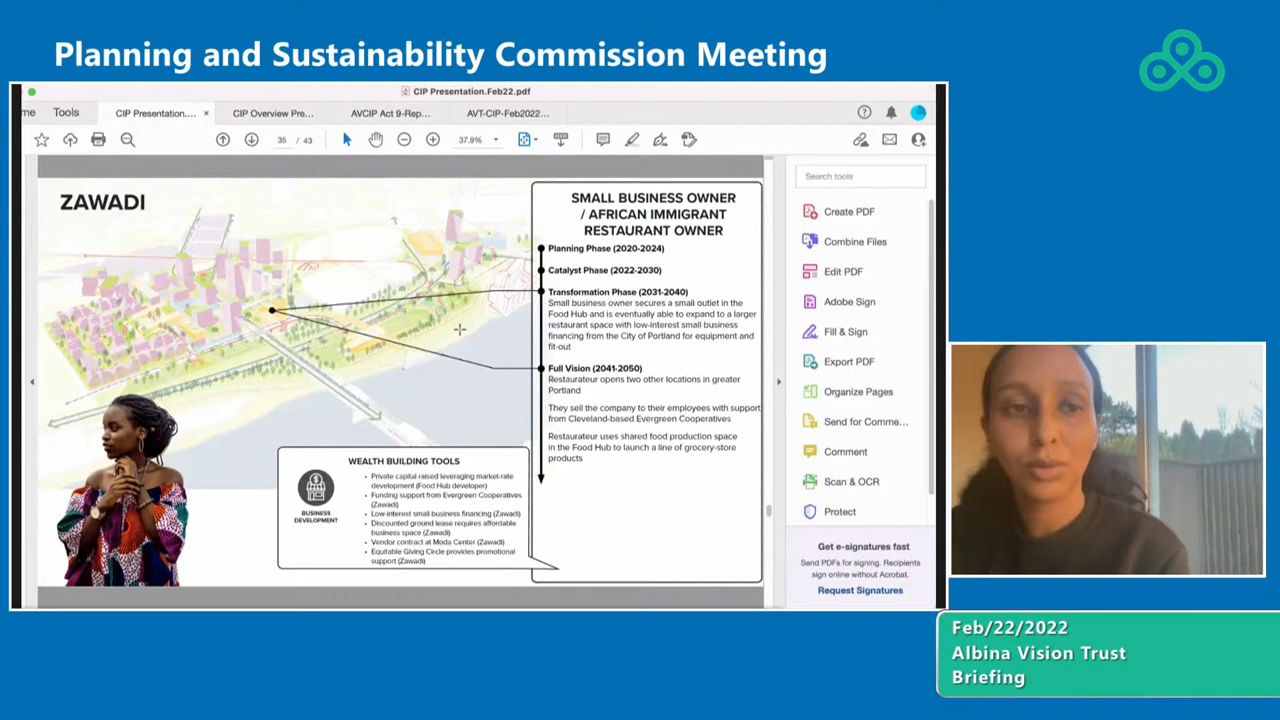 Planning and Sustainability Commission Meeting
CIP Presentation.Feb22.pdf
me
Tools
CIP Presentation....
×
CIP Overview Pre...
AVCIP Act 9-Rep...
AVT-CIP-Feb2022...
35 / 43
37.9%
ZAWADI
SMALL BUSINESS OWNER
/ AFRICAN IMMIGRANT
RESTAURANT OWNER
Planning Phase (2020-2024)
Catalyst Phase (2022-2030)
Transformation Phase (2031-2040)
Small business owner secures a small outlet in the
Food Hub and is eventually able to expand to a larger
restaurant space with low-interest small business
financing from the City of Portland for equipment and
fit-out
Full Vision (2041-2050)
Restaurateur opens two other locations in greater
Portland
They sell the company to their employees with support
from Cleveland-based Evergreen Cooperatives
Restaurateur uses shared food production space
in the Food Hub to launch a line of grocery-store
products
WEALTH BUILDING TOOLS
BUSINESS
DEVELOPMENT
• Private capital raised leveraging market-rate
development (Food Hub developer)
• Funding support from Evergreen Cooperatives
(Zawadi)
• Low-interest small business financing (Zawadi)
• Discounted ground lease requires affordable
business space (Zawadi)
• Vendor contract at Moda Center (Zawadi)
• Equitable Giving Circle provides promotional
support (Zawadi)
Search tools
Create PDF
Combine Files
Edit PDF
Adobe Sign
Fill & Sign
Export PDF
Organize Pages
Send for Comme...
Comment
Scan & OCR
Protect
Get e-signatures fast
Send PDFs for signing. Recipients
sign online without Acrobat.
Request Signatures
Feb/22/2022
Albina Vision Trust
Briefing